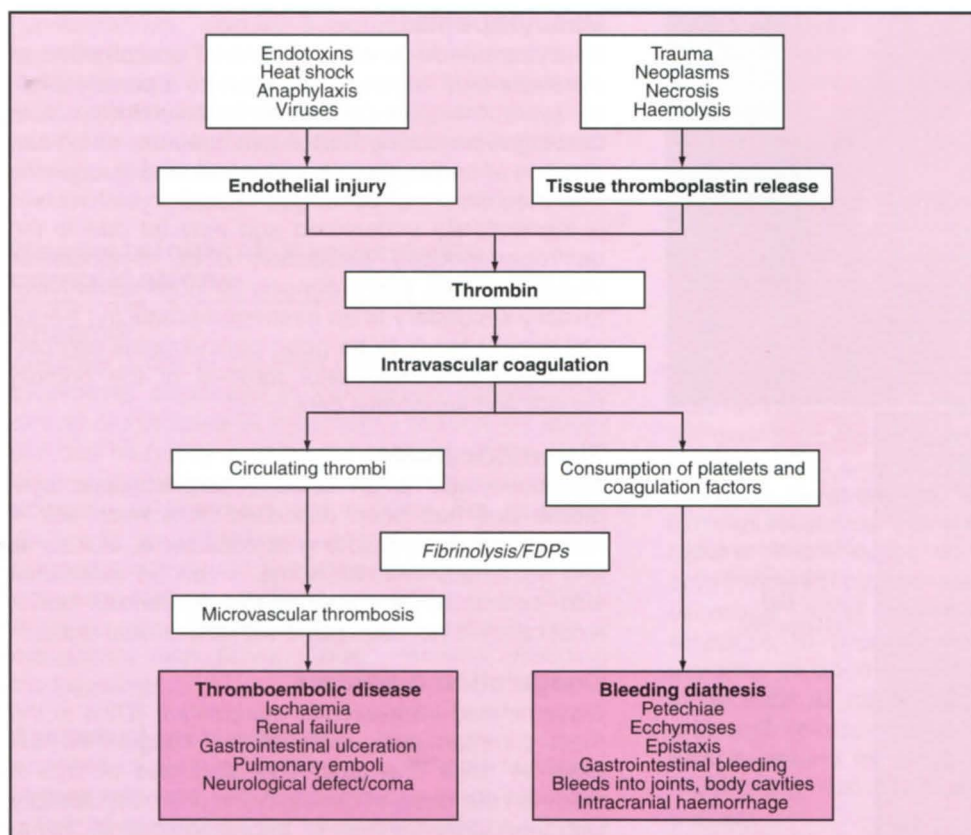 Endotoxins
Heat shock
Anaphylaxis
Viruses
Trauma
Neoplasms
Necrosis
Haemolysis
Endothelial injury
Tissue thromboplastin release
Thrombin
Intravascular coagulation
Circulating thrombi
Consumption of platelets and
coagulation factors
Fibrinolysis/FDPs
Microvascular thrombosis
Thromboembolic disease
Ischaemia
Renal failure
Gastrointestinal ulceration
Pulmonary emboli
Neurological defect/coma
Bleeding diathesis
Petechiae
Ecchymoses
Epistaxis
Gastrointestinal bleeding
Bleeds into joints, body cavities
Intracranial haemorrhage